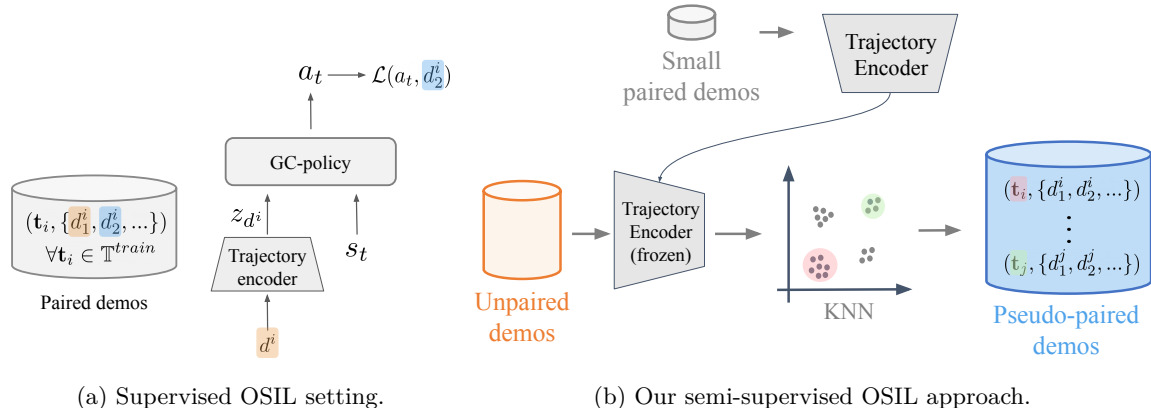 a_t
ℒ(a_t, d_2^i)
GC-policy
(𝐭_i, {d_1^i, d_2^i, ...})
∀𝐭_i ∈ 𝕋^{train}
Paired demos
z_{d^i}
s_t
Trajectory
encoder
d^i
(a) Supervised OSIL setting.
Small
paired demos
Trajectory
Encoder
Unpaired
demos
Trajectory
Encoder
(frozen)
KNN
(𝐭_i, {d_1^i, d_2^i, ...})
⋮
(𝐭_j, {d_1^j, d_2^j, ...})
Pseudo-paired
demos
(b) Our semi-supervised OSIL approach.